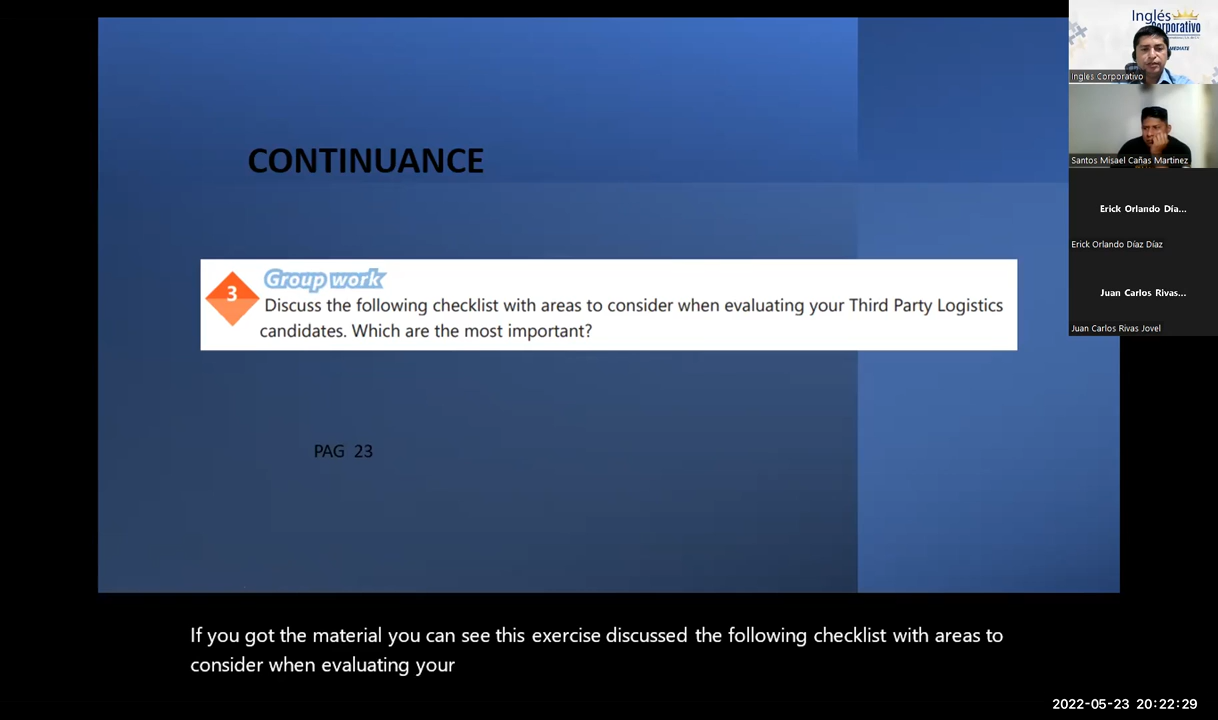 CONTINUANCE
3
Group work
Discuss the following checklist with areas to consider when evaluating your Third Party Logistics
candidates. Which are the most important?
PAG 23
If you got the material you can see this exercise discussed the following checklist with areas to
consider when evaluating your
Inglés
Corporativo
MEDIATE
Ingles Corporativo
Santos Misael Cañas Martinez
Erick Orlando Día...
Erick Orlando Díaz Díaz
Juan Carlos Rivas...
Juan Carlos Rivas Jovel
2022-05-23 20:22:29